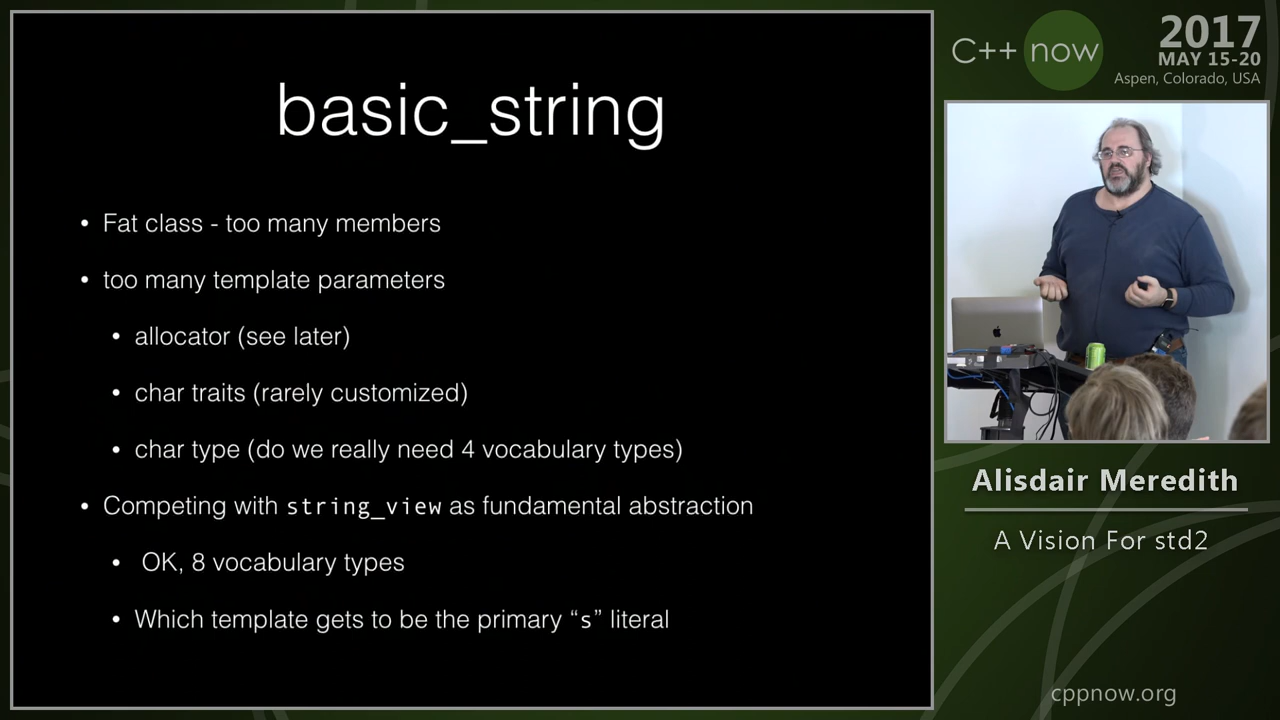 basic_string
• Fat class - too many members
• too many template parameters
• allocator (see later)
• char traits (rarely customized)
• char type (do we really need 4 vocabulary types)
• Competing with string_view as fundamental abstraction
• OK, 8 vocabulary types
• Which template gets to be the primary “s” literal
C++ now
2017
MAY 15-20
Aspen, Colorado, USA
Alisdair Meredith
A Vision For std2
cppnow.org